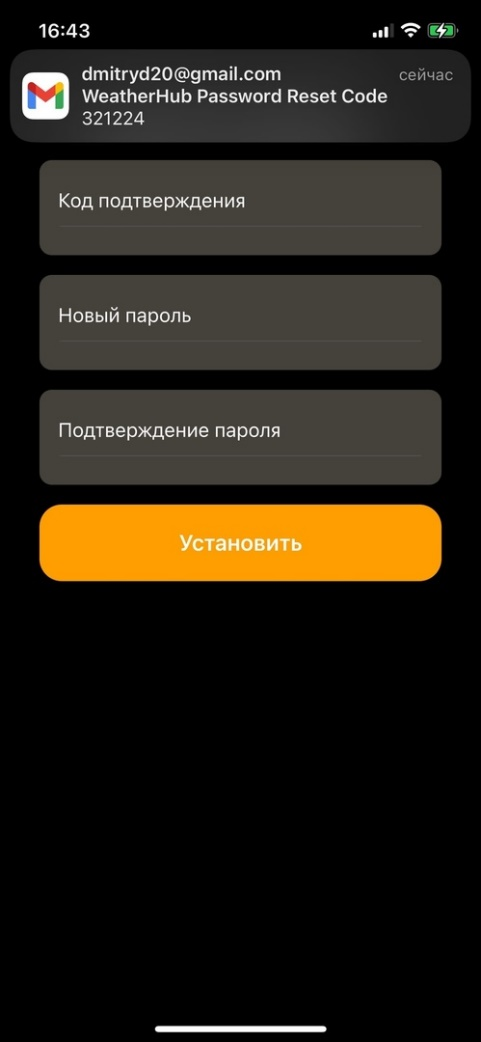 16:43
dmitryd20@gmail.com сейчас
WeatherHub Password Reset Code
321224
Код подтверждения
Новый пароль
Подтверждение пароля
Установить